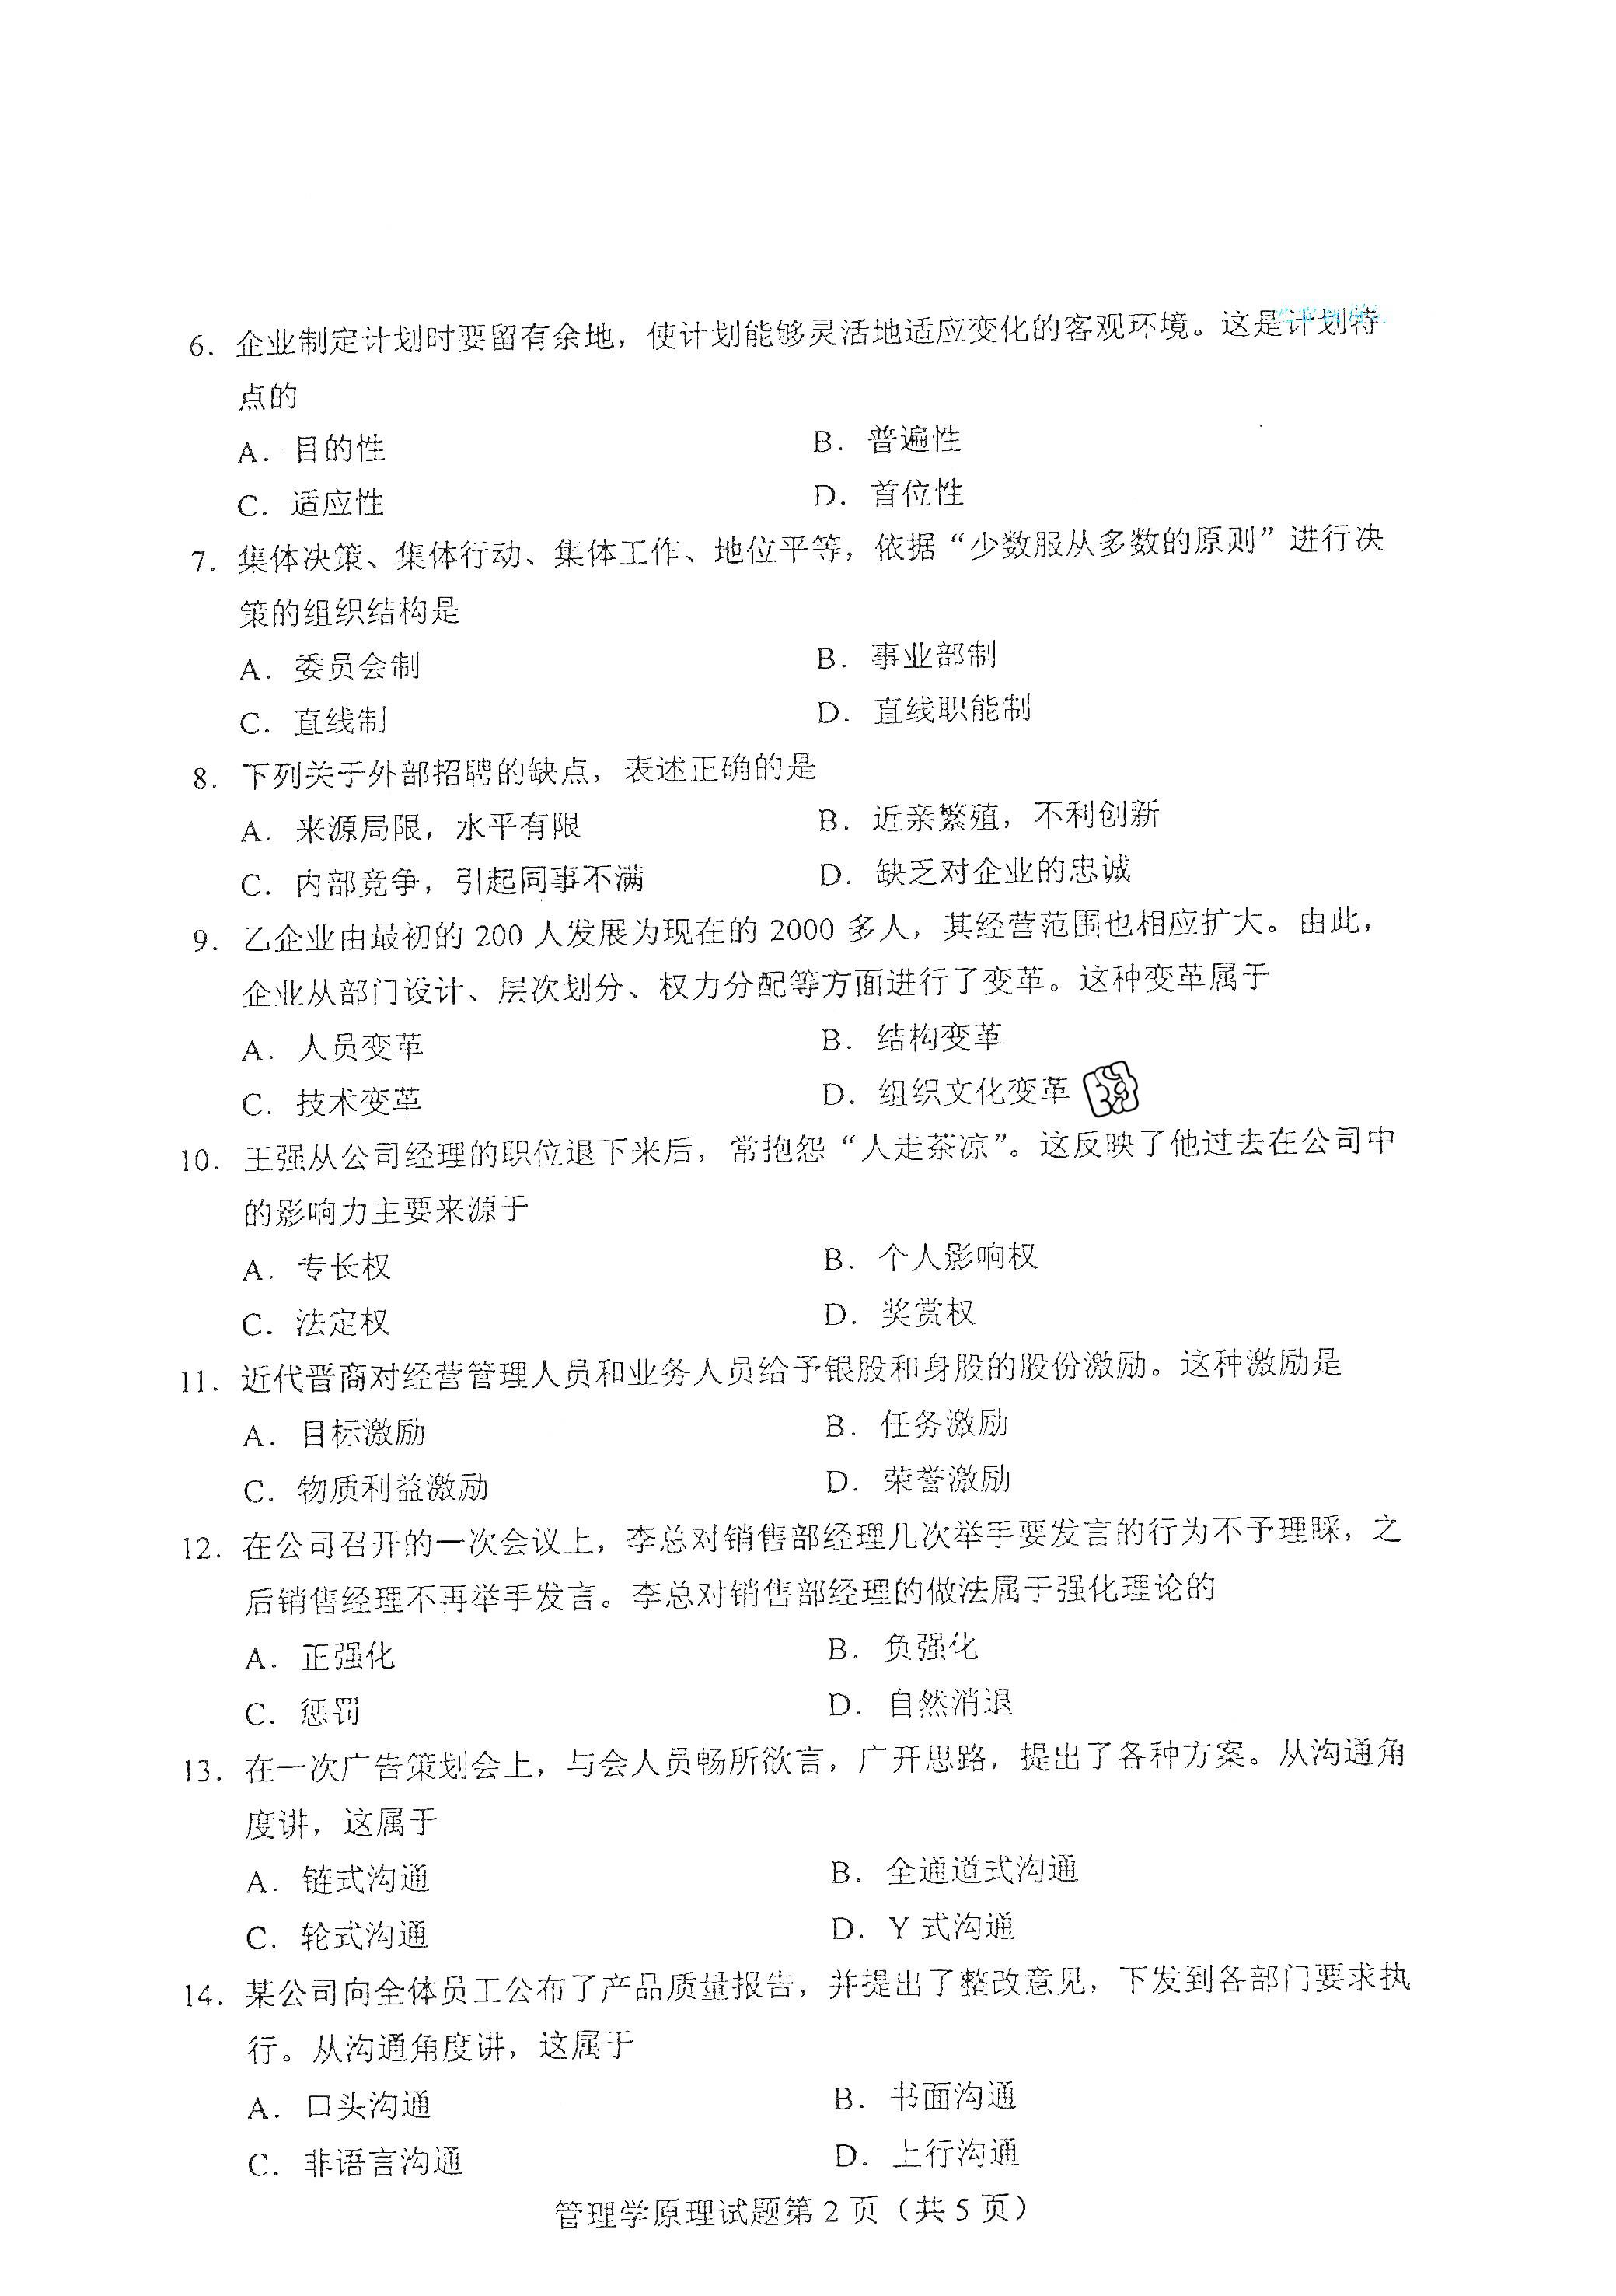 6. 企业制定计划时要留有余地，使计划能够灵活地适应变化的客观环境。这是计划特
点的
A. 目的性 B. 普遍性
C. 适应性 D. 首位性
7. 集体决策、集体行动、集体工作、地位平等，依据“少数服从多数的原则”进行决
策的组织结构是
A. 委员会制 B. 事业部制
C. 直线制 D. 直线职能制
8. 下列关于外部招聘的缺点，表述正确的是
A. 来源局限，水平有限 B. 近亲繁殖，不利创新
C. 内部竞争，引起同事不满 D. 缺乏对企业的忠诚
9. 乙企业由最初的 200 人发展为现在的 2000 多人，其经营范围也相应扩大。由此，
企业从部门设计、层次划分、权力分配等方面进行了变革。这种变革属于
A. 人员变革 B. 结构变革
C. 技术变革 D. 组织文化变革
10. 王强从公司经理的职位退下来后，常抱怨“人走茶凉”。这反映了他过去在公司中
的影响力主要来源于
A. 专长权 B. 个人影响权
C. 法定权 D. 奖赏权
11. 近代晋商对经营管理人员和业务人员给予银股和身股的股份激励。这种激励是
A. 目标激励 B. 任务激励
C. 物质利益激励 D. 荣誉激励
12. 在公司召开的一次会议上，李总对销售部经理几次举手要发言的行为不予理睬，之
后销售经理不再举手发言。李总对销售部经理的做法属于强化理论的
A. 正强化 B. 负强化
C. 惩罚 D. 自然消退
13. 在一次广告策划会上，与会人员畅所欲言，广开思路，提出了各种方案。从沟通角
度讲，这属于
A. 链式沟通 B. 全通道式沟通
C. 轮式沟通 D. Y 式沟通
14. 某公司向全体员工公布了产品质量报告，并提出了整改意见，下发到各部门要求执
行。从沟通角度讲，这属于
A. 口头沟通 B. 书面沟通
C. 非语言沟通 D. 上行沟通
管理学原理试题第 2 页（共 5 页）